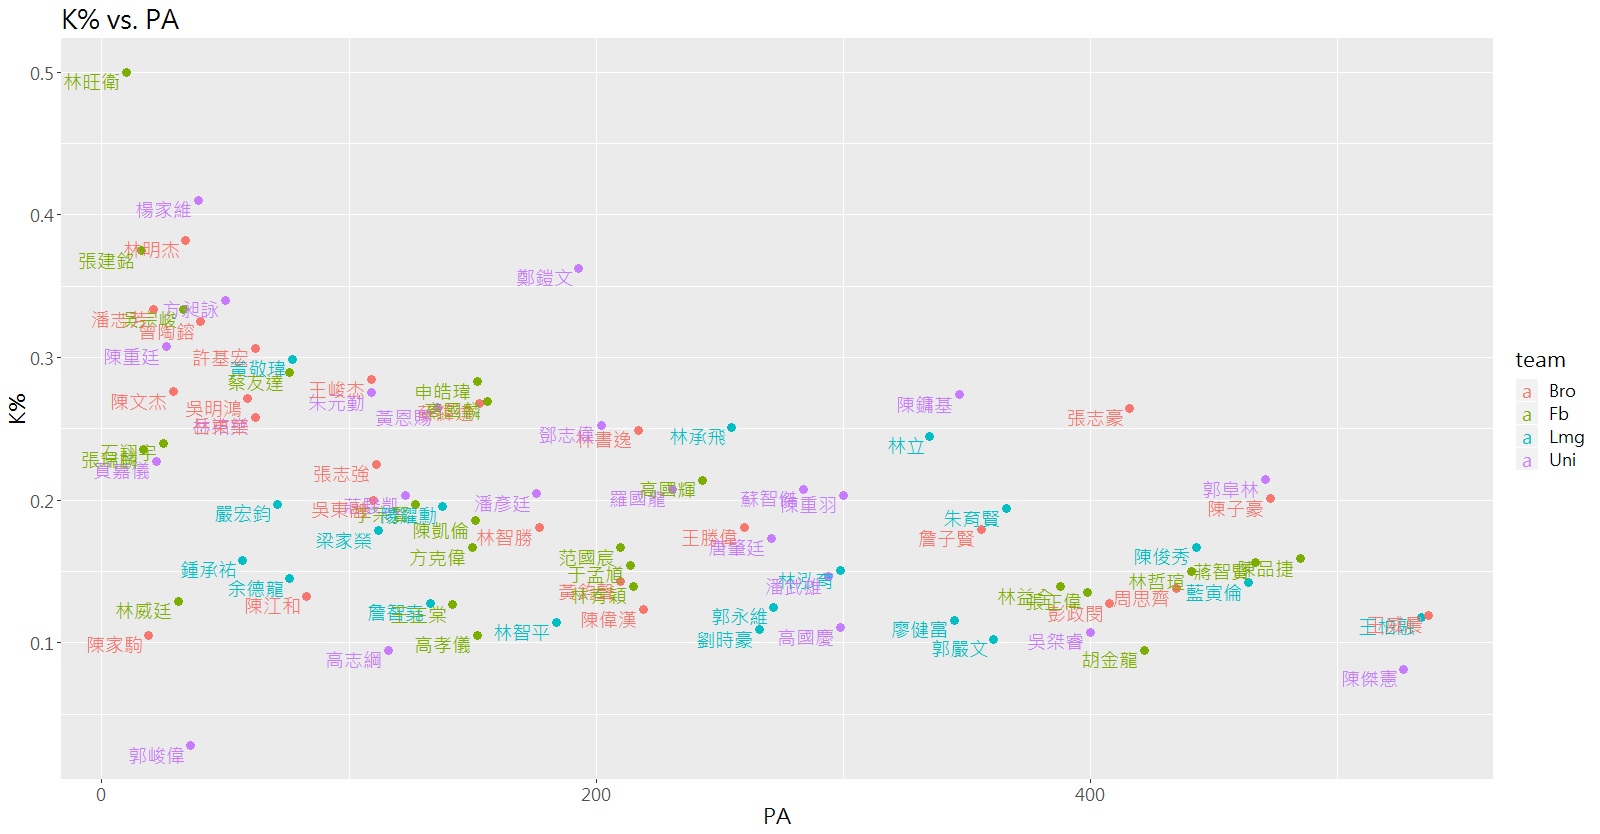 K% vs. PA
0.5
林旺衛
0.4
楊家維
林明杰
張建銘
鄭鎧文
方昶詠
吳宗峻
曾陶鎔
0.3
陳重廷
許基宏
蔡友達
王峻杰
朱元勤
申皓瑋
陳文杰
吳明鴻
黃恩賜
陳鏞基
張志豪
鄧志偉
林書逸
林承飛
林立
張志強
0.2
嚴宏鈞
潘彥廷
羅國龍
高國輝
蘇智傑
陳重羽
郭阜林
陳子豪
朱育賢
梁家榮
陳凱倫
林智勝
王勝偉
唐肇廷
詹子賢
方克偉
范國宸
于孟馗
陳俊秀
鍾承祐
余德龍
林泓育
潘武雄
林哲瑄
蔣智賢
陳品捷
藍寅倫
林威廷
陳江和
詹智堯
林益全
張正偉
周思齊
彭政閔
陳偉漢
林智平
郭永維
廖健富
高國慶
0.1
陳家駒
高孝儀
劉時豪
郭嚴文
吳桀睿
胡金龍
高志綱
陳傑憲
郭峻偉
0
200
400
K%
PA
team
a Bro
a Fb
a Lmg
a Uni